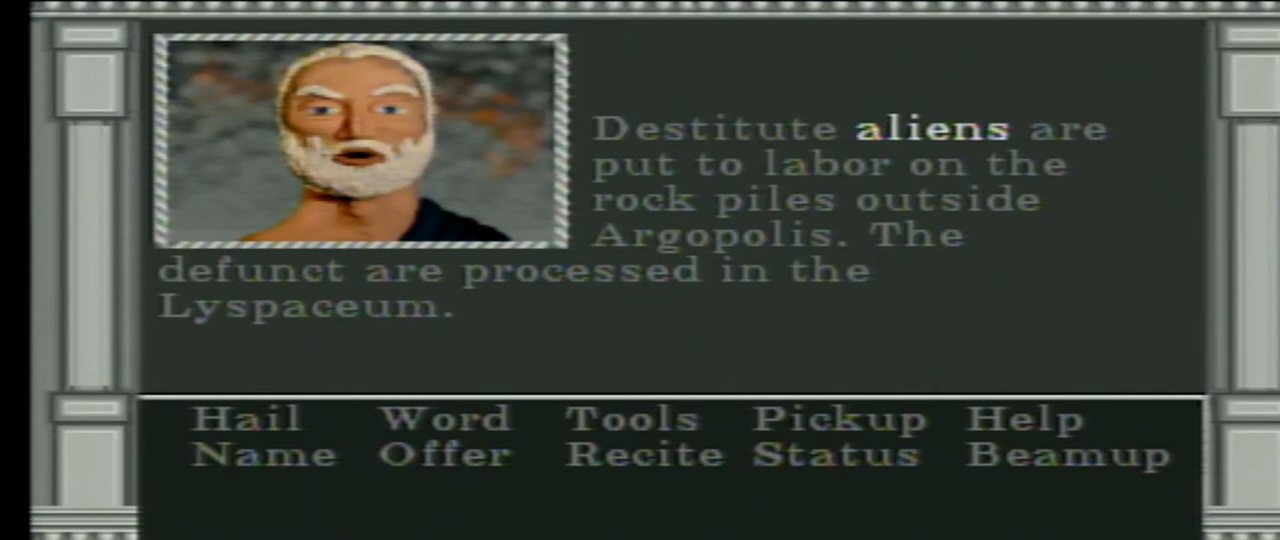 Destitute aliens are
put to labor on the
rock piles outside
Argopolis. The
defunct are processed in the
Lyspaceum.
Hail Word Tools Pickup Help
Name Offer Recite Status Beamup